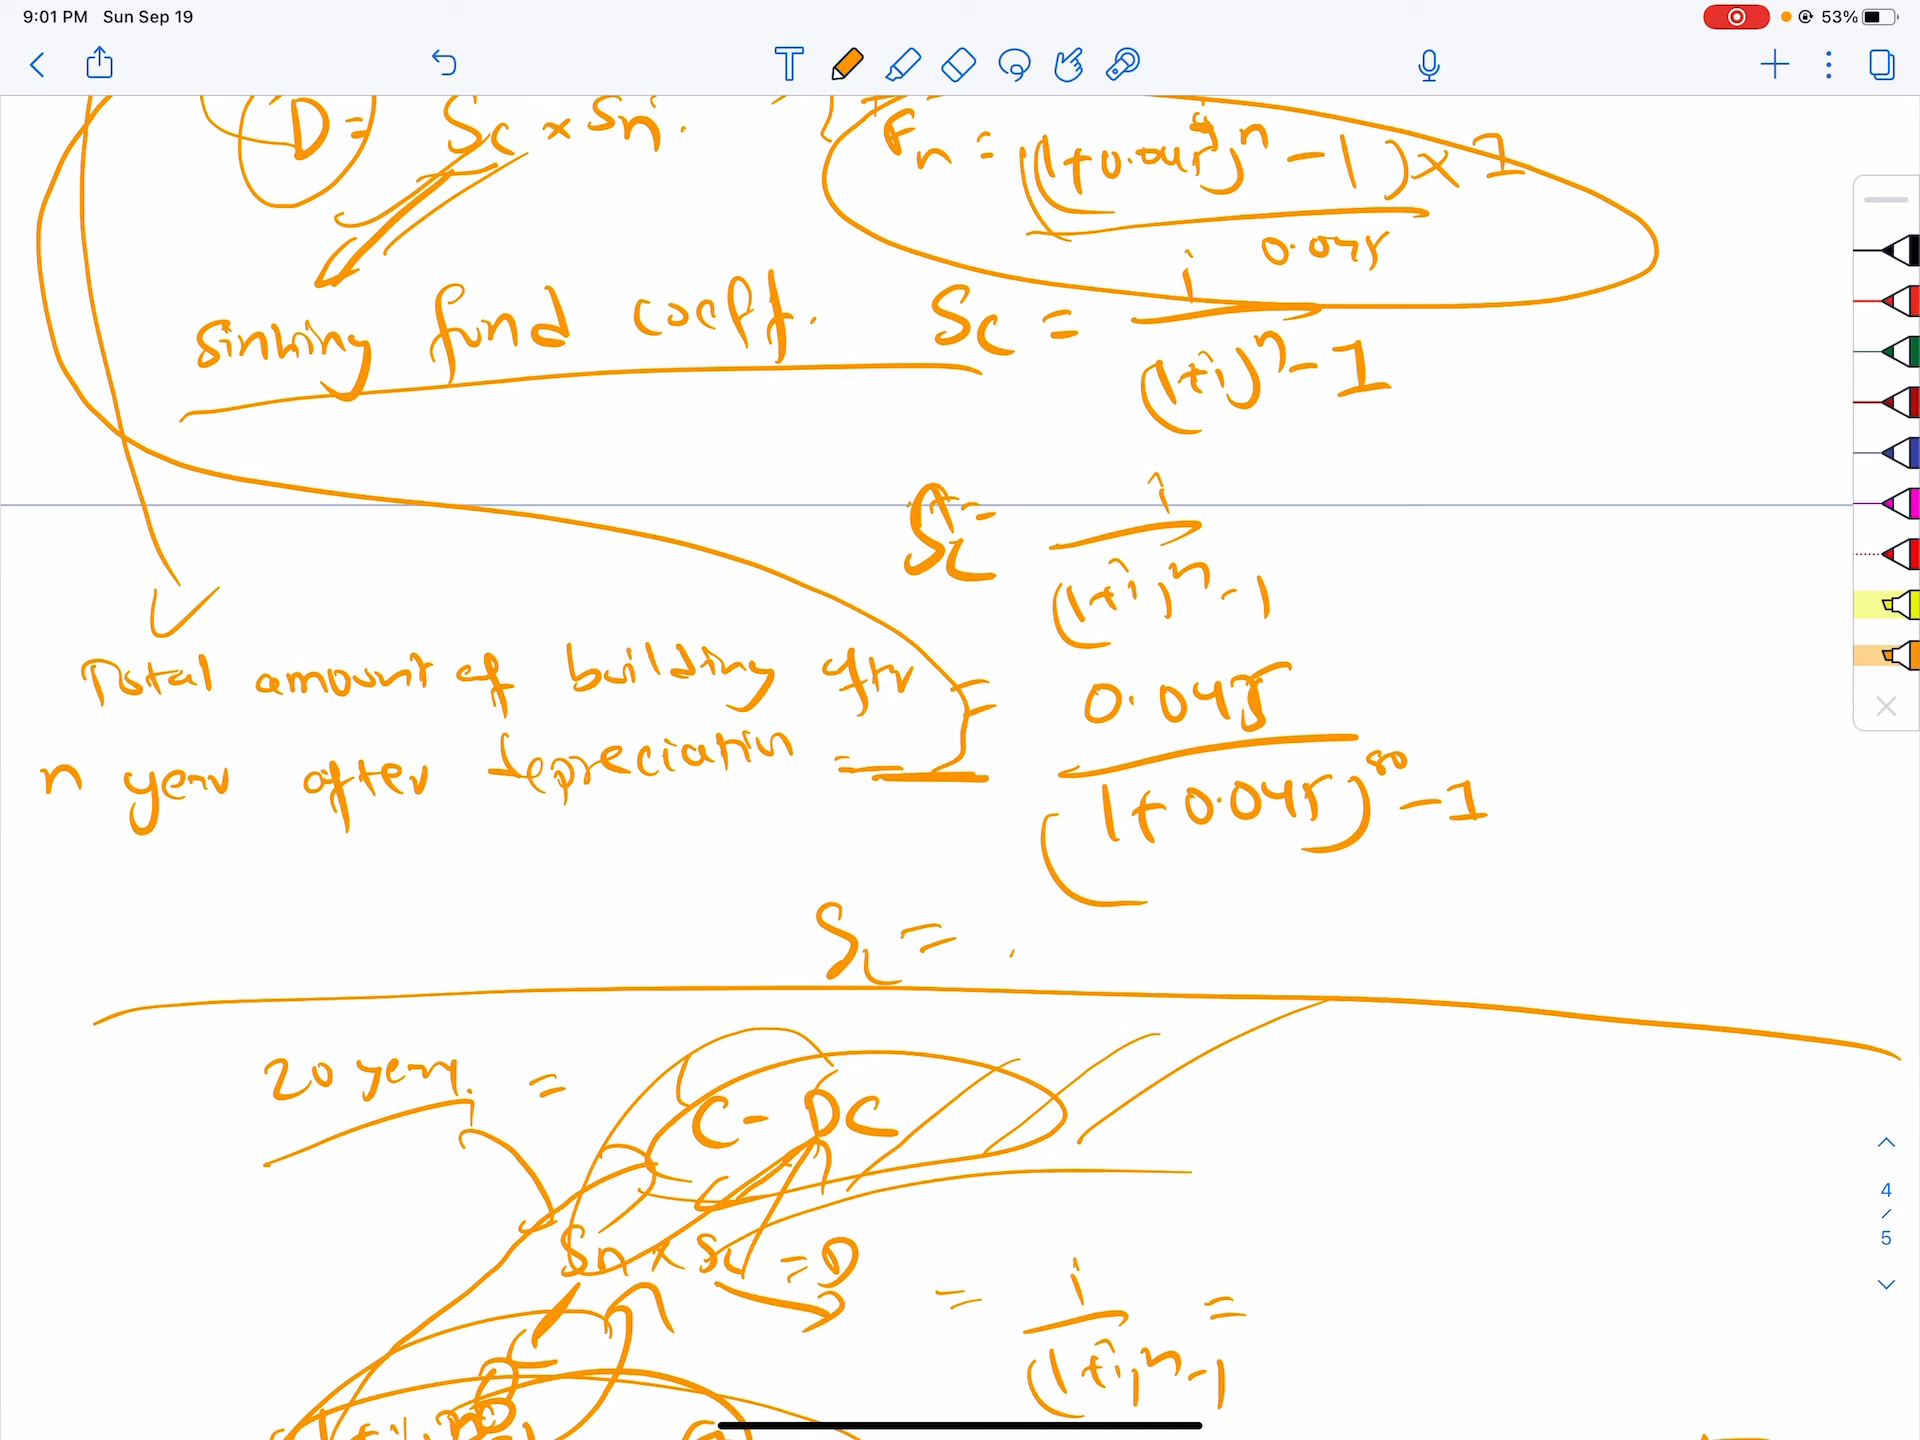 9:01 PM Sun Sep 19
53%
D = Sc × Sn.
Fn = ((1+0.045)^n - 1) × 1
0.045
Sinking fund coeff.
Sc = i
(1+i)^n - 1
Sc = i
(1+i)^n - 1
Total amount of building after
n year after depreciation =
= 0.045
(1+0.045)^80 - 1
Sc = .
20 year. = C - DC
Sn × Sc = D = i =
(1+i)^n - 1
4
/
5